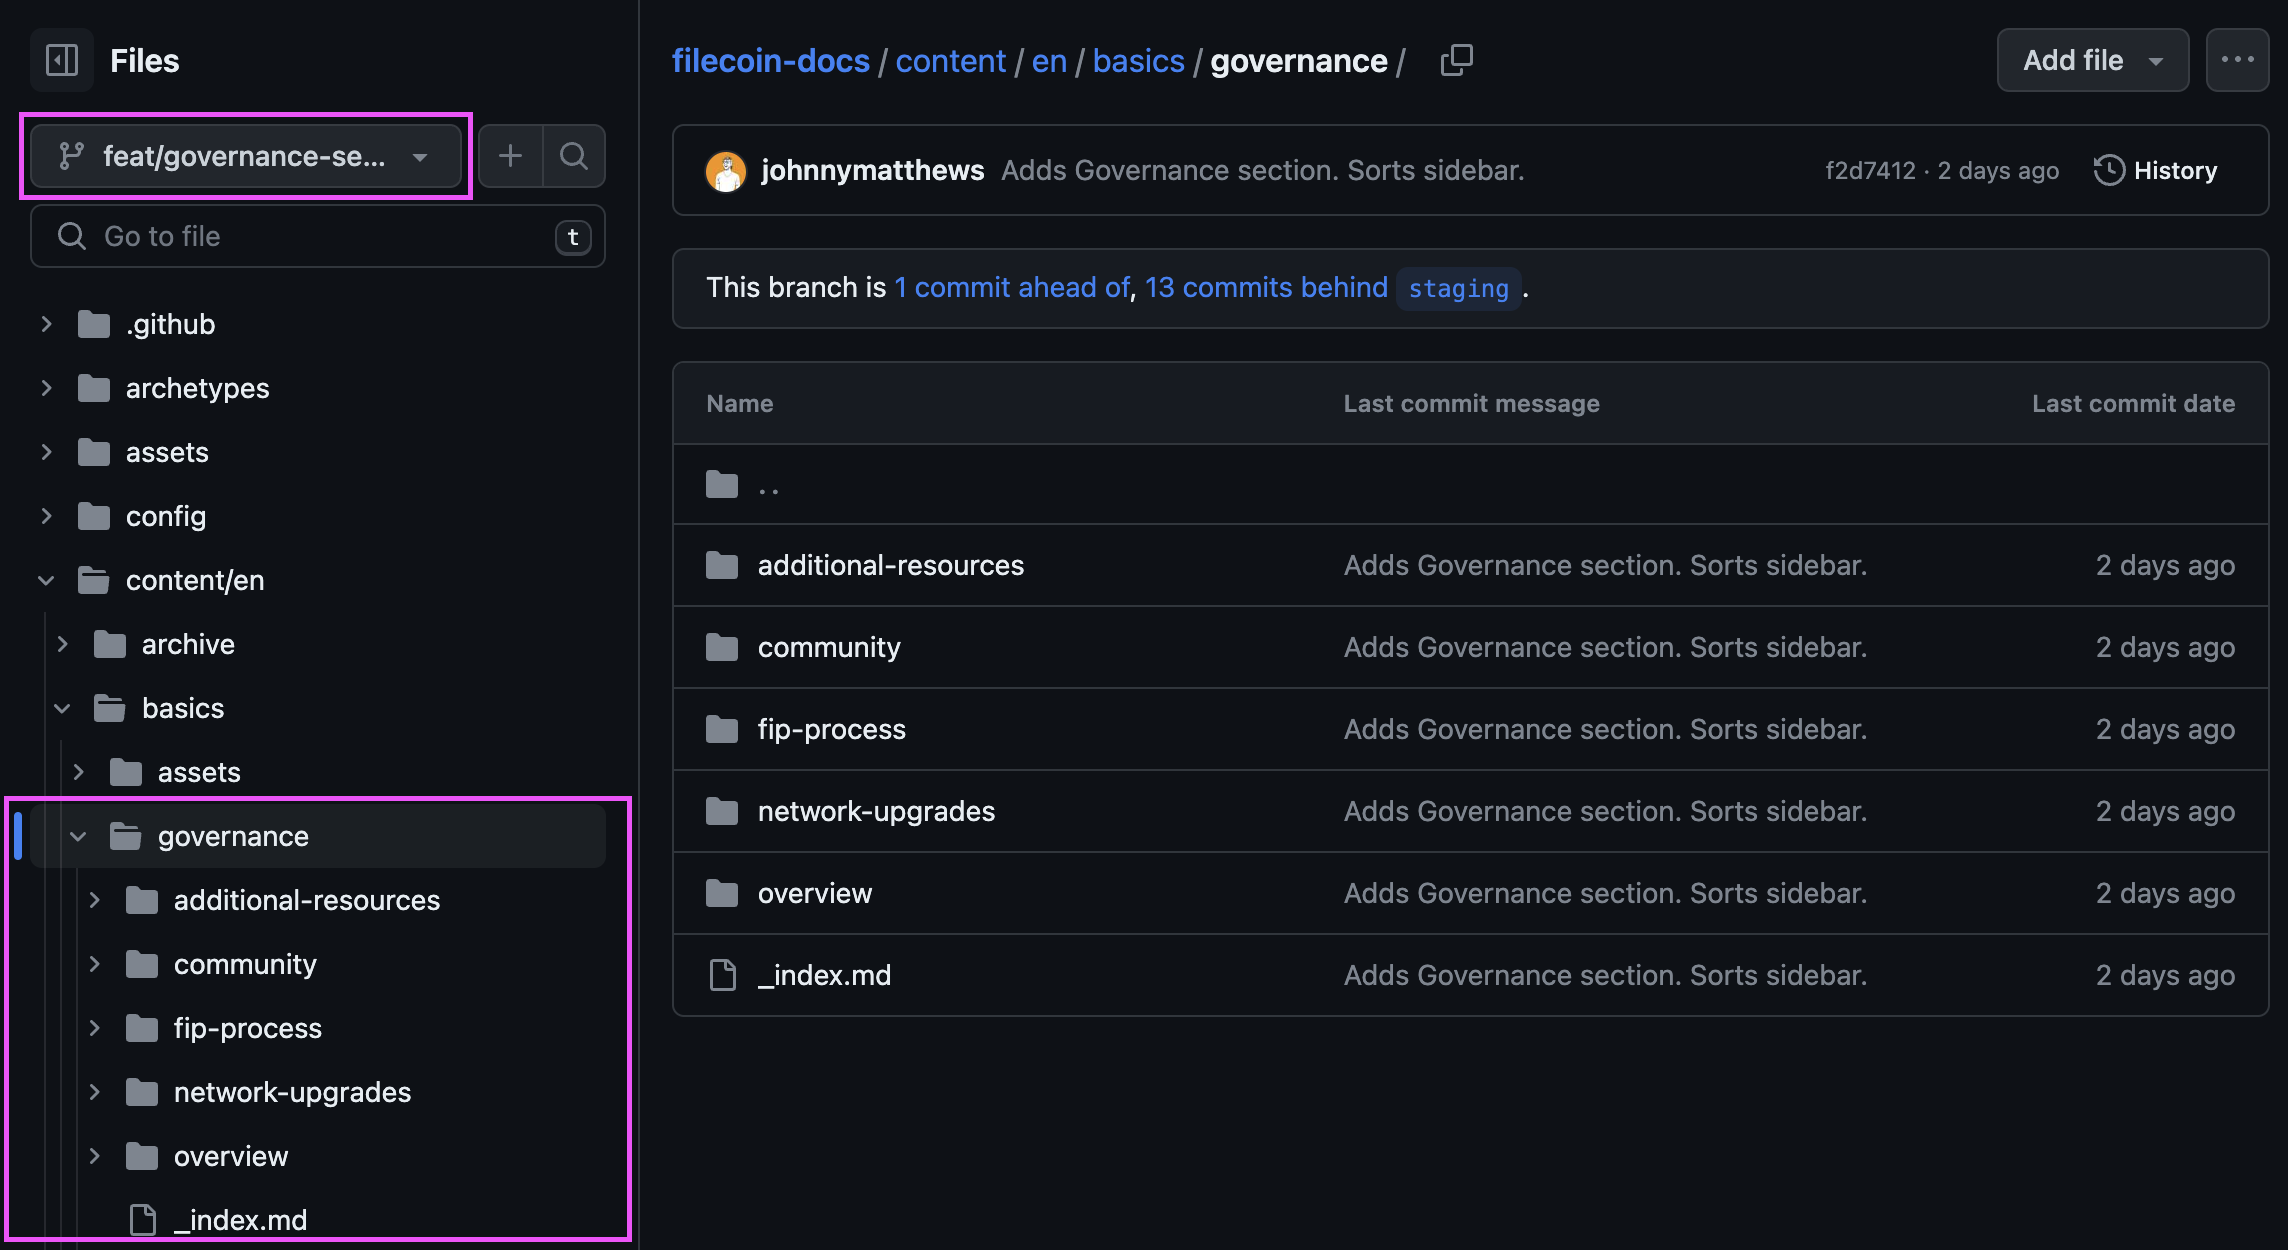 Files
feat/governance-se...
Go to file
t
.github
archetypes
assets
config
content/en
archive
basics
assets
governance
additional-resources
community
fip-process
network-upgrades
overview
_index.md
filecoin-docs / content / en / basics / governance /
Add file
johnnymatthews Adds Governance section. Sorts sidebar.
f2d7412 · 2 days ago
History
This branch is 1 commit ahead of, 13 commits behind staging .
Name Last commit message Last commit date
..
additional-resources Adds Governance section. Sorts sidebar. 2 days ago
community Adds Governance section. Sorts sidebar. 2 days ago
fip-process Adds Governance section. Sorts sidebar. 2 days ago
network-upgrades Adds Governance section. Sorts sidebar. 2 days ago
overview Adds Governance section. Sorts sidebar. 2 days ago
_index.md Adds Governance section. Sorts sidebar. 2 days ago